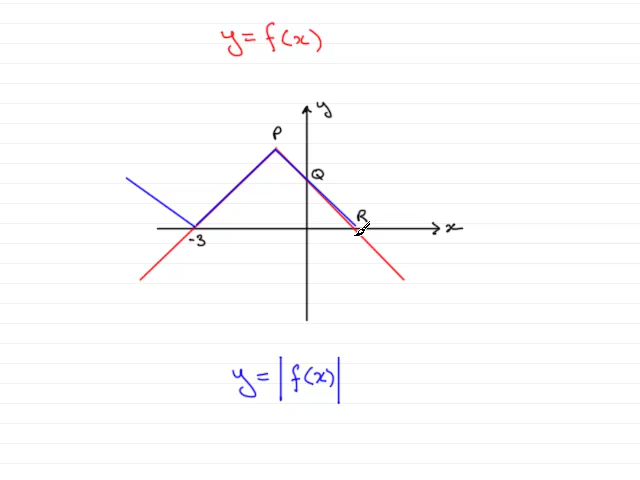 y = f(x)
y
P
Q
R
-3
x
y = |f(x)|